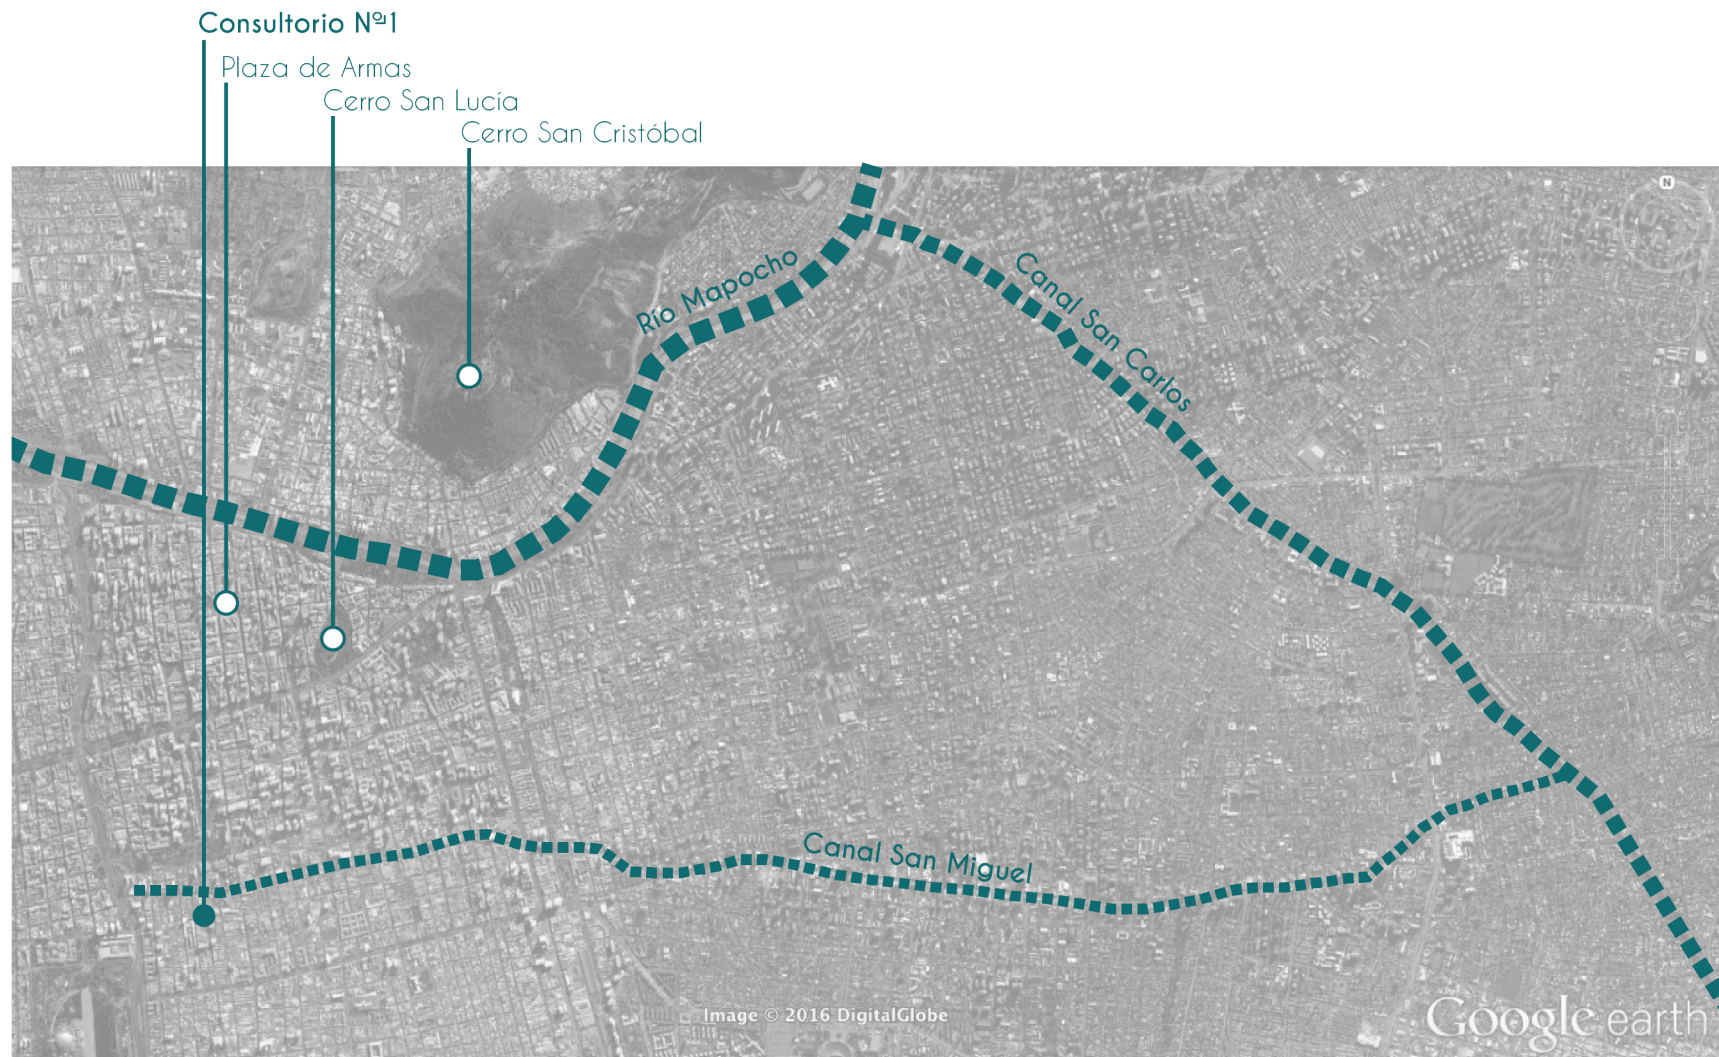 Consultorio Nº1
Plaza de Armas
Cerro San Lucía
Cerro San Cristóbal
N
Río Mapocho
Canal San Carlos
Canal San Miguel
Image © 2016 DigitalGlobe
Google earth